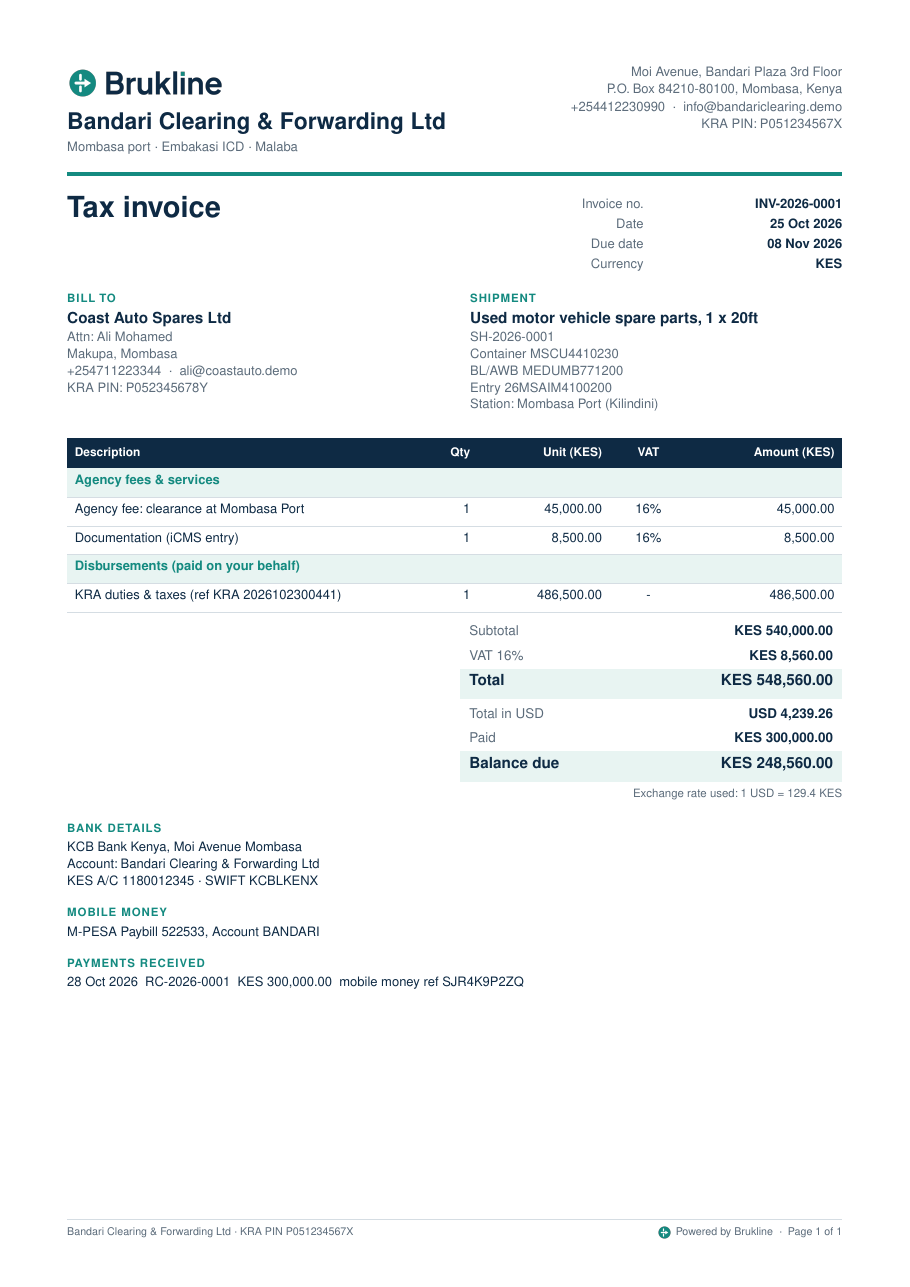 Brukline
Bandari Clearing & Forwarding Ltd
Mombasa port · Embakasi ICD · Malaba
Moi Avenue, Bandari Plaza 3rd Floor
P.O. Box 84210-80100, Mombasa, Kenya
+254412230990 · info@bandariclearing.demo
KRA PIN: P051234567X
Tax invoice
Invoice no. INV-2026-0001
Date 25 Oct 2026
Due date 08 Nov 2026
Currency KES
BILL TO
Coast Auto Spares Ltd
Attn: Ali Mohamed
Makupa, Mombasa
+254711223344 · ali@coastauto.demo
KRA PIN: P052345678Y
SHIPMENT
Used motor vehicle spare parts, 1 x 20ft
SH-2026-0001
Container MSCU4410230
BL/AWB MEDUMB771200
Entry 26MSAIM4100200
Station: Mombasa Port (Kilindini)
Description Qty Unit (KES) VAT Amount (KES)
Agency fees & services
Agency fee: clearance at Mombasa Port 1 45,000.00 16% 45,000.00
Documentation (iCMS entry) 1 8,500.00 16% 8,500.00
Disbursements (paid on your behalf)
KRA duties & taxes (ref KRA 2026102300441) 1 486,500.00 - 486,500.00
Subtotal KES 540,000.00
VAT 16% KES 8,560.00
Total KES 548,560.00
Total in USD USD 4,239.26
Paid KES 300,000.00
Balance due KES 248,560.00
Exchange rate used: 1 USD = 129.4 KES
BANK DETAILS
KCB Bank Kenya, Moi Avenue Mombasa
Account: Bandari Clearing & Forwarding Ltd
KES A/C 1180012345 · SWIFT KCBLKENX
MOBILE MONEY
M-PESA Paybill 522533, Account BANDARI
PAYMENTS RECEIVED
28 Oct 2026 RC-2026-0001 KES 300,000.00 mobile money ref SJR4K9P2ZQ
Bandari Clearing & Forwarding Ltd · KRA PIN P051234567X
Powered by Brukline · Page 1 of 1